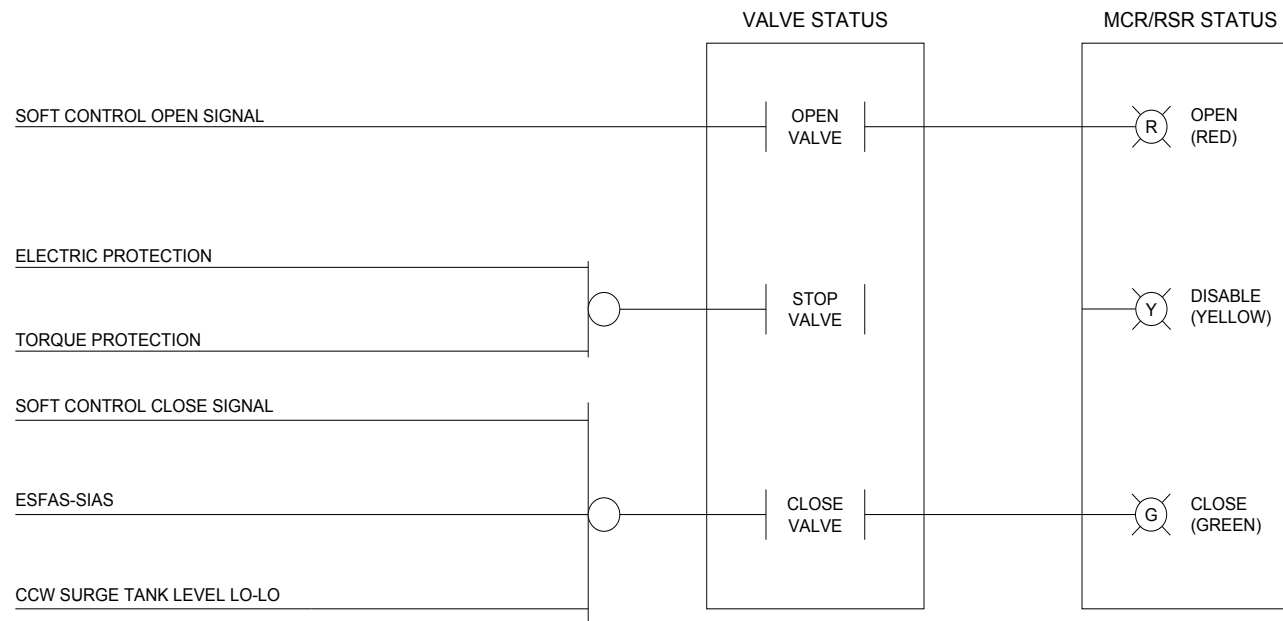 VALVE STATUS
MCR/RSR STATUS
SOFT CONTROL OPEN SIGNAL
OPEN
VALVE
R
OPEN
(RED)
ELECTRIC PROTECTION
STOP
VALVE
Y
DISABLE
(YELLOW)
TORQUE PROTECTION
SOFT CONTROL CLOSE SIGNAL
ESFAS-SIAS
CLOSE
VALVE
G
CLOSE
(GREEN)
CCW SURGE TANK LEVEL LO-LO